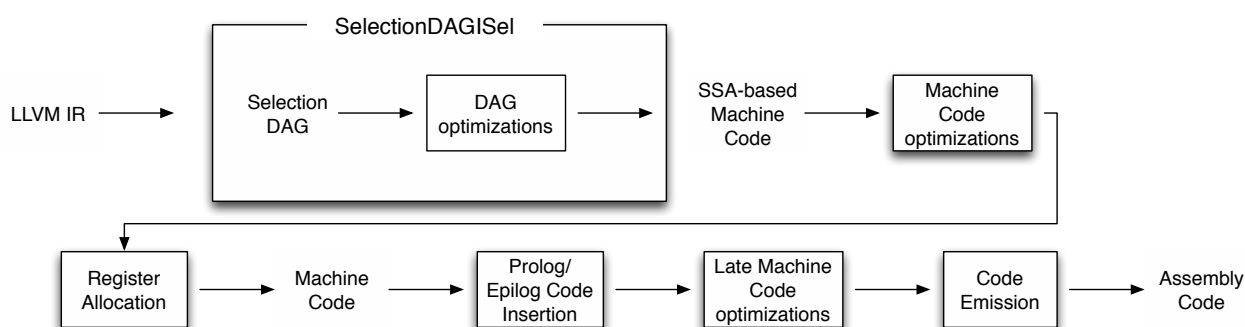 SelectionDAGISel
LLVM IR
Selection
DAG
DAG
optimizations
SSA-based
Machine
Code
Machine
Code
optimizations
Register
Allocation
Machine
Code
Prolog/
Epilog Code
Insertion
Late Machine
Code
optimizations
Code
Emission
Assembly
Code